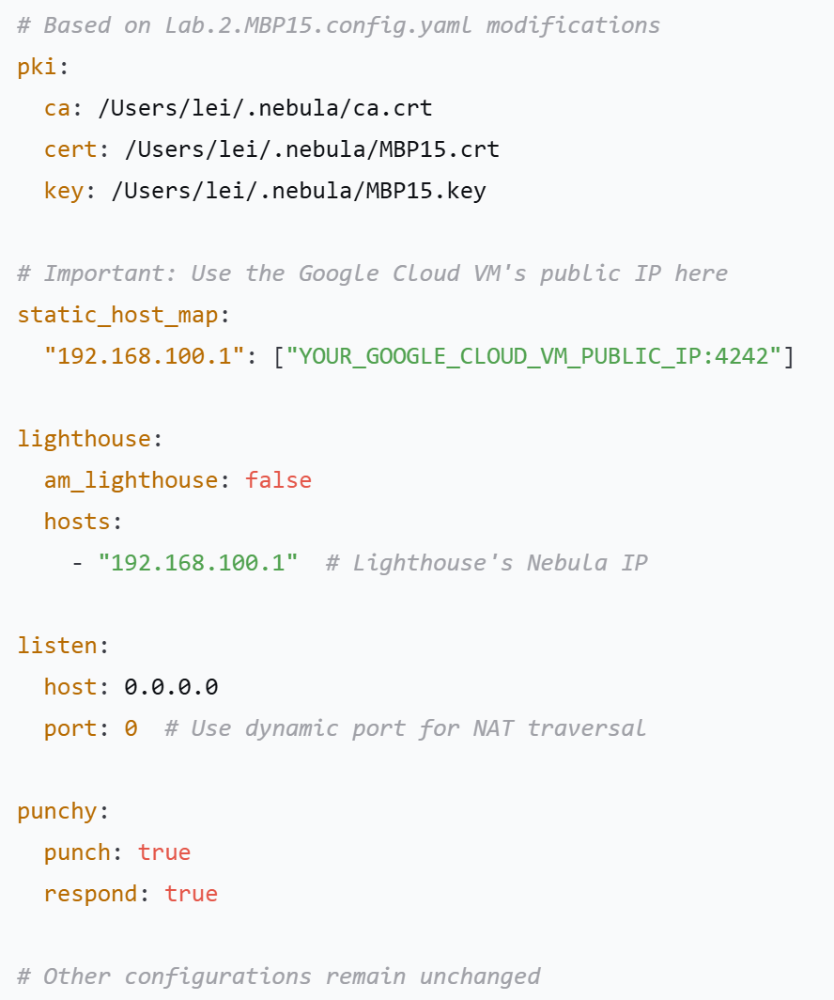 # Based on Lab.2.MBP15.config.yaml modifications
pki:
  ca: /Users/lei/.nebula/ca.crt
  cert: /Users/lei/.nebula/MBP15.crt
  key: /Users/lei/.nebula/MBP15.key

# Important: Use the Google Cloud VM's public IP here
static_host_map:
  "192.168.100.1": ["YOUR_GOOGLE_CLOUD_VM_PUBLIC_IP:4242"]

lighthouse:
  am_lighthouse: false
  hosts:
    - "192.168.100.1"  # Lighthouse's Nebula IP

listen:
  host: 0.0.0.0
  port: 0  # Use dynamic port for NAT traversal

punchy:
  punch: true
  respond: true

# Other configurations remain unchanged